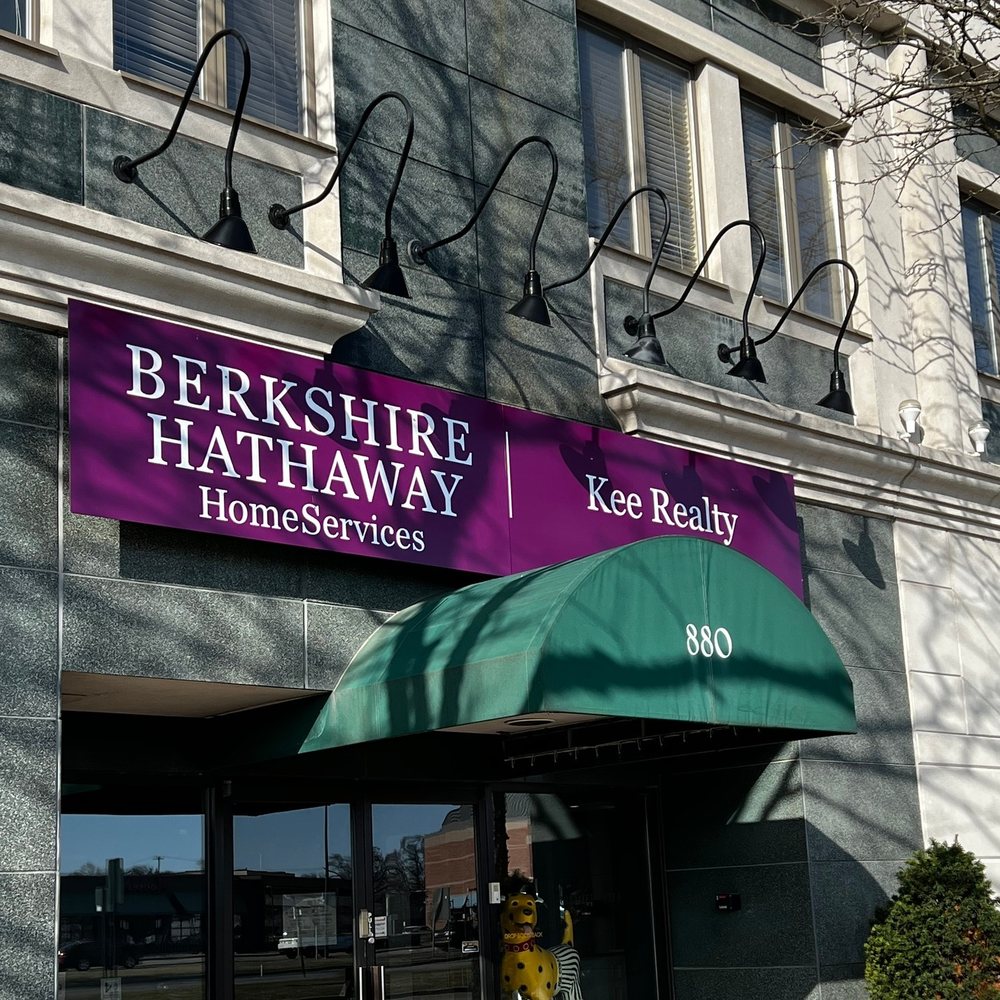 BERKSHIRE
HATHAWAY
HomeServices
Kee Realty
880